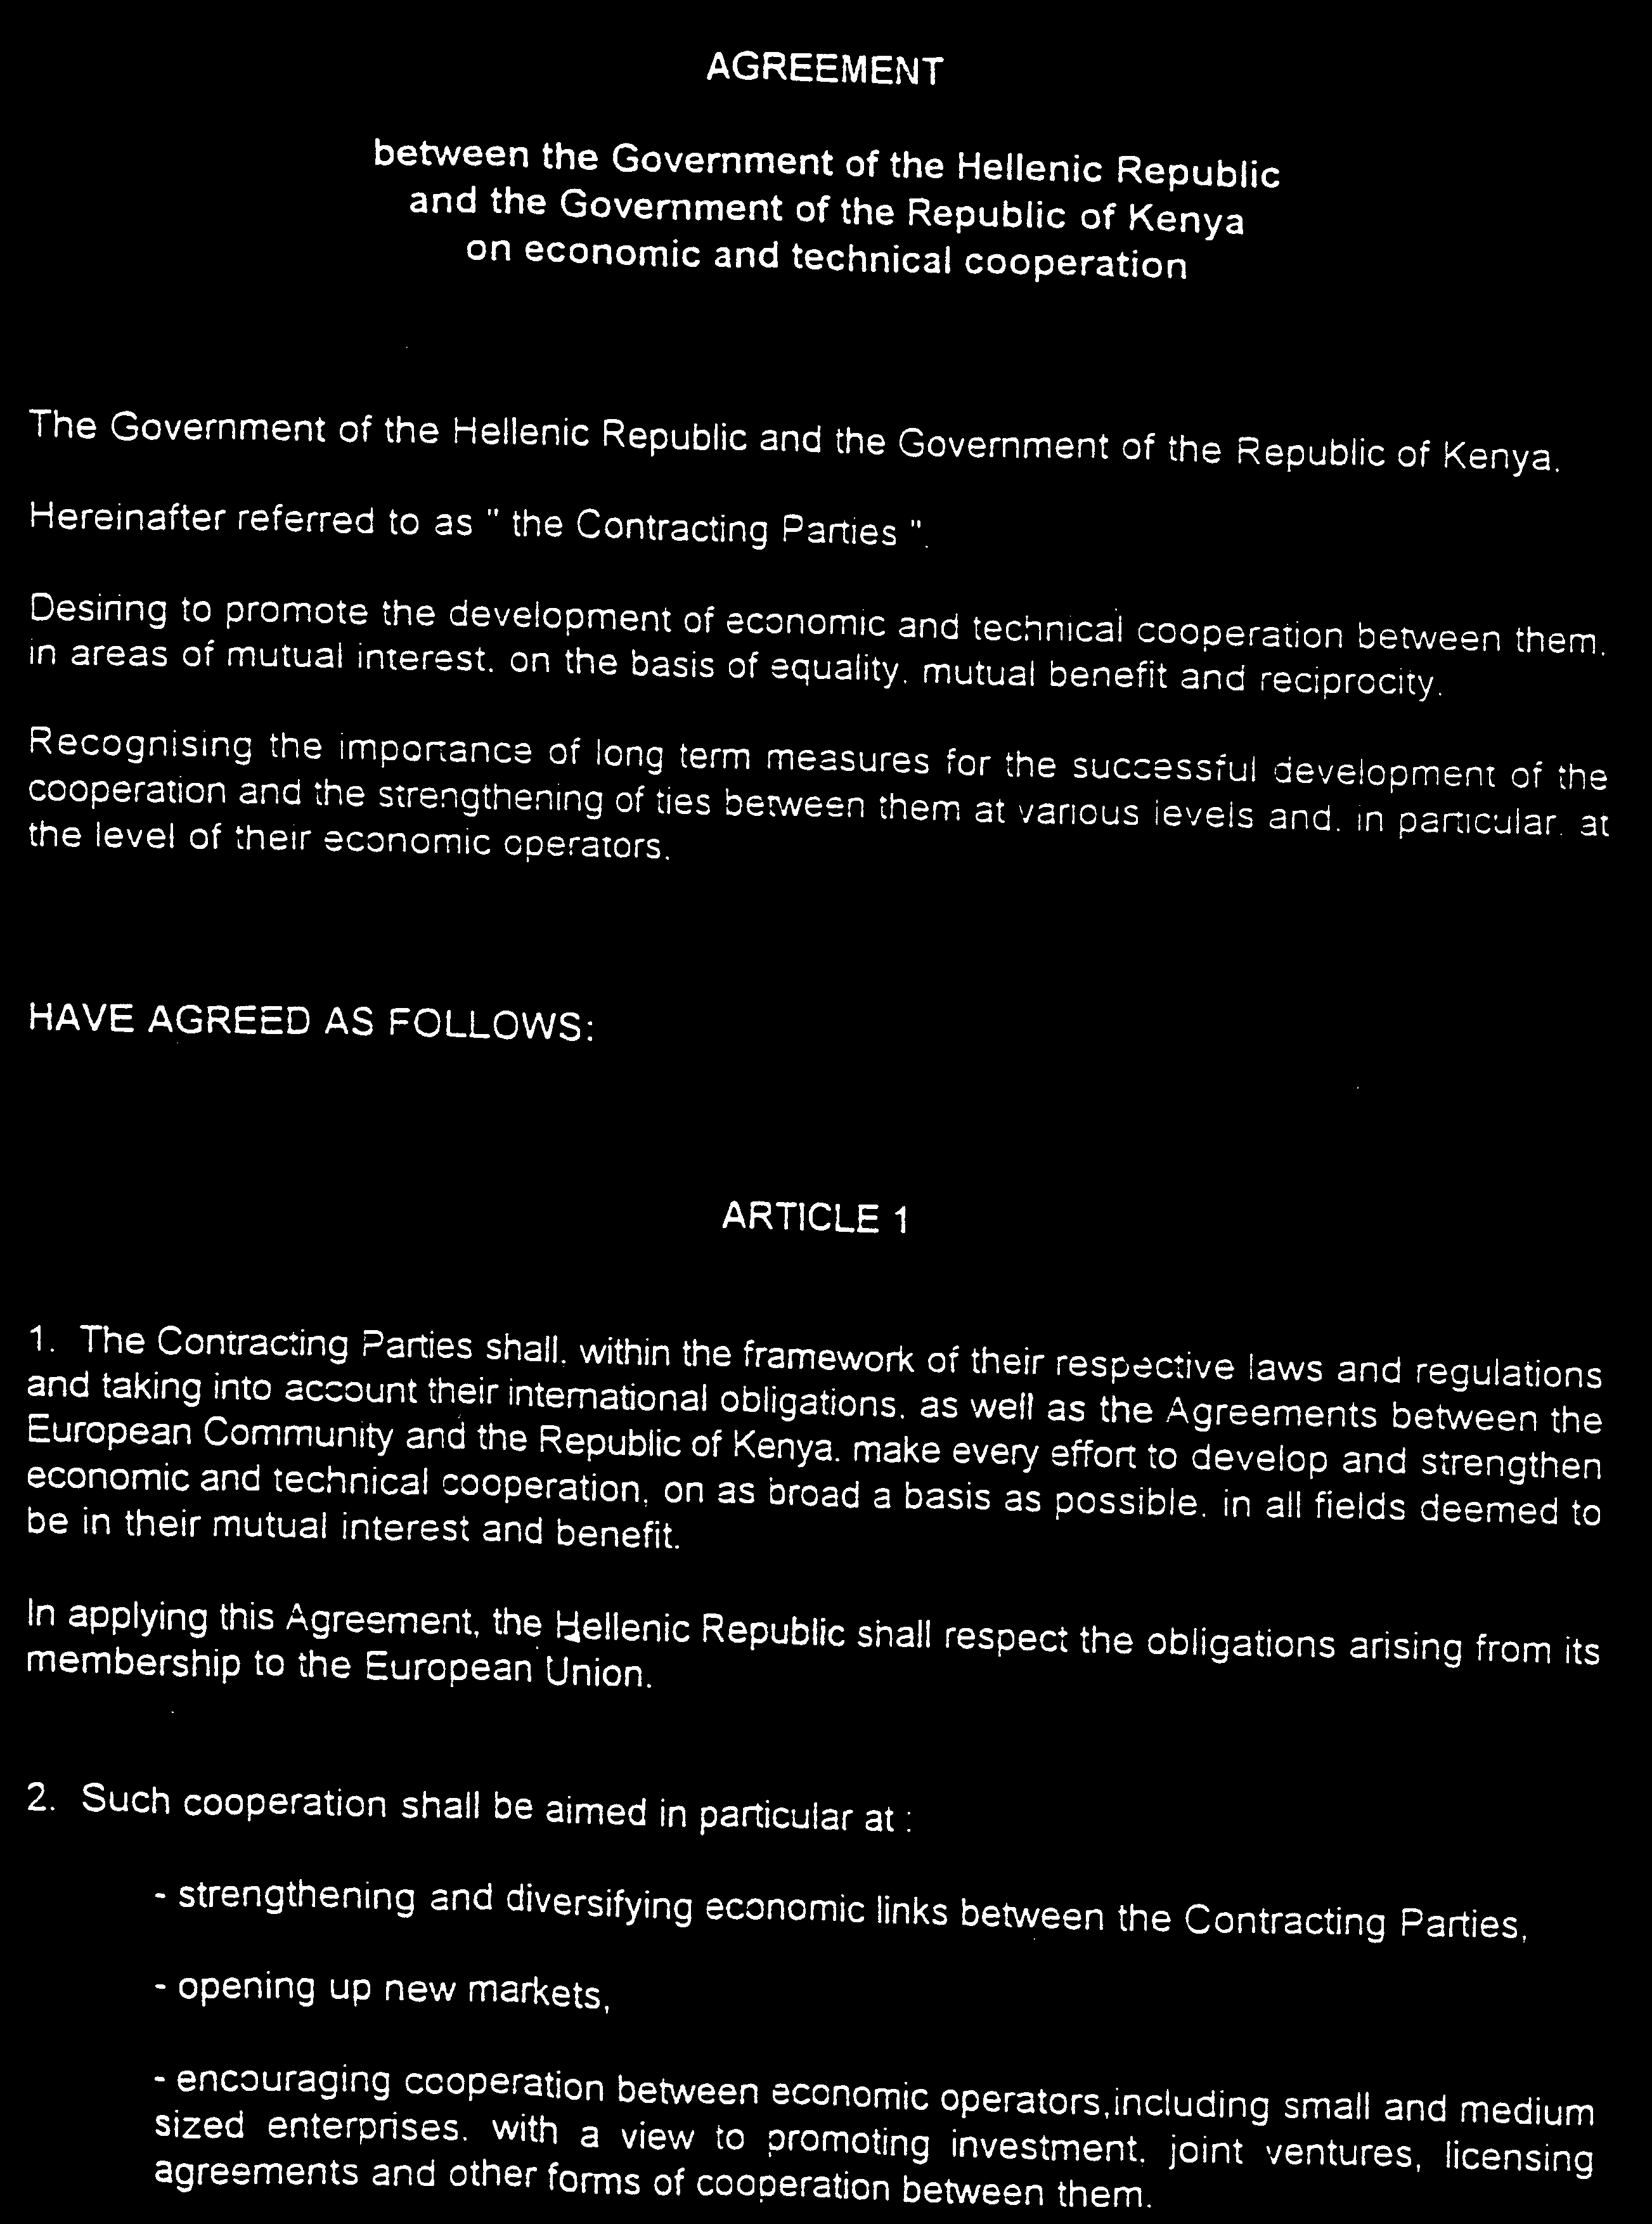 AGREEMENT
between the Government of the Hellenic Republic
and the Government of the Republic of Kenya
on economic and technical cooperation
The Government of the Hellenic Republic and the Government of the Republic of Kenya.
Hereinafter referred to as " the Contracting Parties ".
Desiring to promote the development of economic and technical cooperation between them.
in areas of mutual interest. on the basis of equality. mutual benefit and reciprocity.
Recognising the importance of long term measures for the successful development of the
cooperation and the strengthening of ties between them at various levels and. in particular. at
the level of their economic operators.
HAVE AGREED AS FOLLOWS:
ARTICLE 1
1. The Contracting Parties shall. within the framework of their respective laws and regulations
and taking into account their international obligations. as well as the Agreements between the
European Community and the Republic of Kenya. make every effort to develop and strengthen
economic and technical cooperation, on as broad a basis as possible. in all fields deemed to
be in their mutual interest and benefit.
In applying this Agreement, the Hellenic Republic shall respect the obligations arising from its
membership to the European Union.
2. Such cooperation shall be aimed in particular at :
- strengthening and diversifying economic links between the Contracting Parties,
- opening up new markets,
- encouraging cooperation between economic operators,including small and medium
sized enterprises. with a view to promoting investment. joint ventures, licensing
agreements and other forms of cooperation between them.